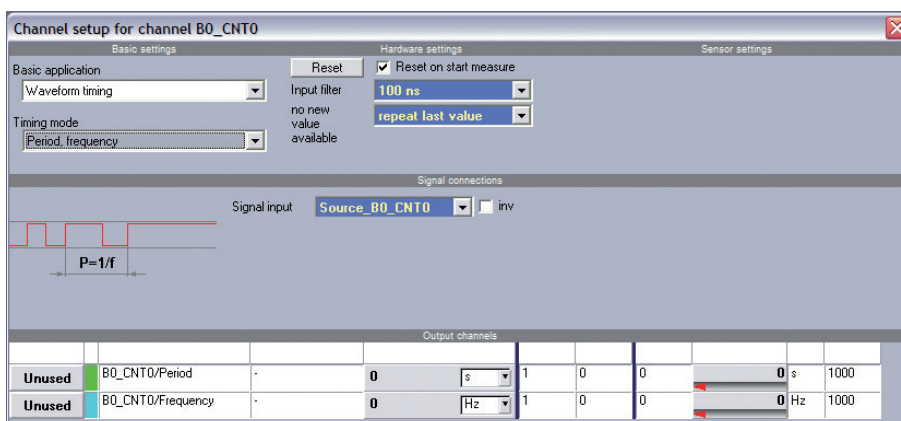 Channel setup for channel B0_CNT0
Basic settings Hardware settings Sensor settings
Basic application
Waveform timing
Timing mode
Period, frequency
Reset Reset on start measure
Input filter 100 ns
no new value available repeat last value
Signal connections
Signal input Source_B0_CNT0 inv
P=1/f
Output channels
Unused B0_CNT0/Period - 0 s 1 0 0 0 s 1000
Unused B0_CNT0/Frequency - 0 Hz 1 0 0 0 Hz 1000